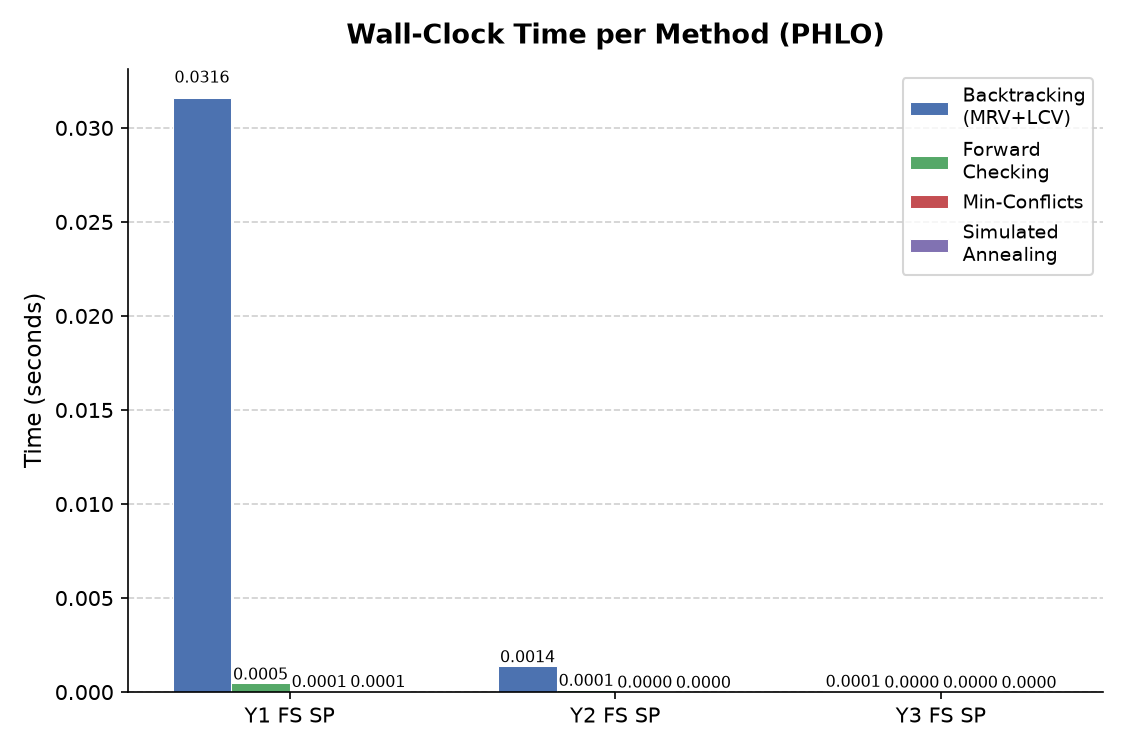 Wall-Clock Time per Method (PHLO)
Time (seconds)
0.030
0.025
0.020
0.015
0.010
0.005
0.000
0.0316
0.0005
0.0001
0.0001
0.0014
0.0001
0.0000
0.0000
0.0001
0.0000
0.0000
0.0000
Y1 FS SP
Y2 FS SP
Y3 FS SP
Backtracking
(MRV+LCV)
Forward
Checking
Min-Conflicts
Simulated
Annealing